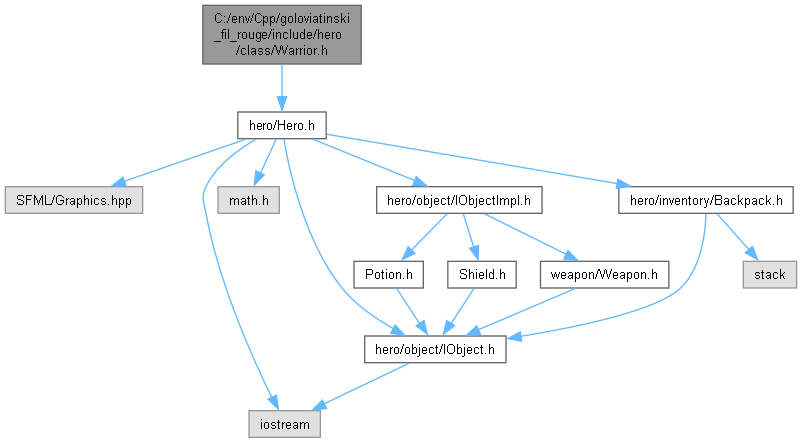 C:/env/Cpp/goloviatinski
_fil_rouge/include/hero
/class/Warrior.h
hero/Hero.h
SFML/Graphics.hpp
math.h
hero/object/IObjectImpl.h
hero/inventory/Backpack.h
Potion.h
Shield.h
weapon/Weapon.h
stack
hero/object/IObject.h
iostream